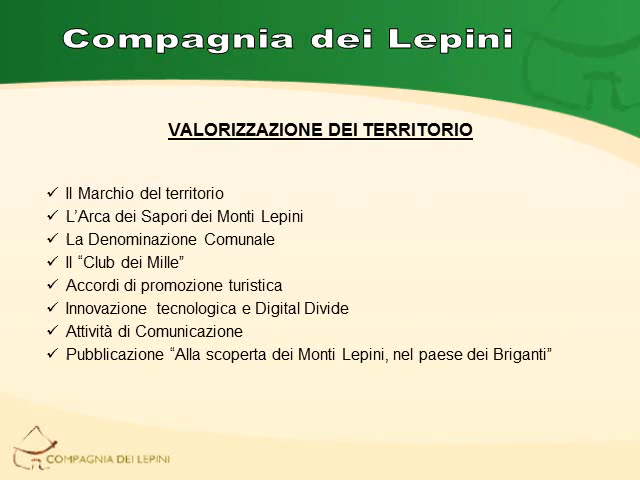 Compagnia dei Lepini
VALORIZZAZIONE DEI TERRITORIO
✓ Il Marchio del territorio
✓ L’Arca dei Sapori dei Monti Lepini
✓ La Denominazione Comunale
✓ Il “Club dei Mille”
✓ Accordi di promozione turistica
✓ Innovazione tecnologica e Digital Divide
✓ Attività di Comunicazione
✓ Pubblicazione “Alla scoperta dei Monti Lepini, nel paese dei Briganti”
COMPAGNIA DEI LEPINI